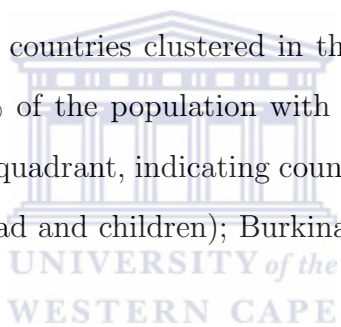 countries clustered in th
of the population with
quadrant, indicating coun
ad and children); Burkina
UNIVERSITY of the
WESTERN CAPE